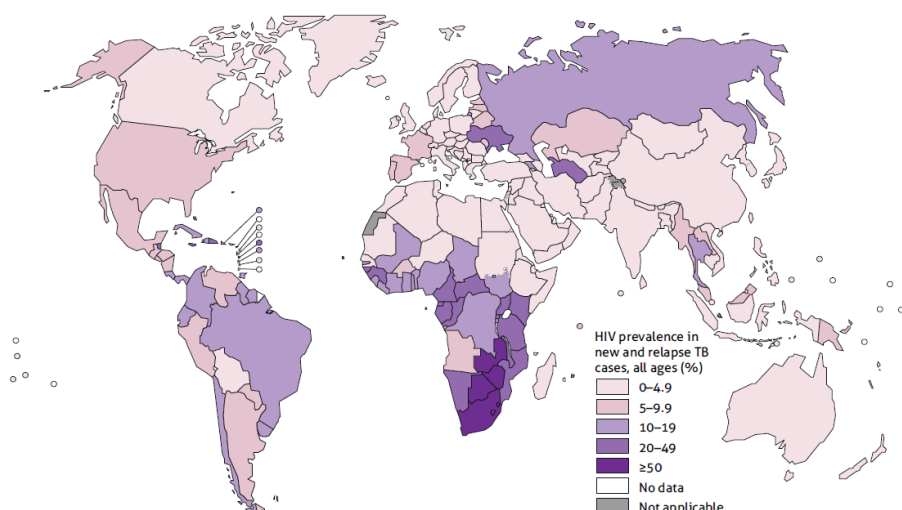 HIV prevalence in
new and relapse TB
cases, all ages (%)
0–4.9
5–9.9
10–19
20–49
≥50
No data
Not applicable